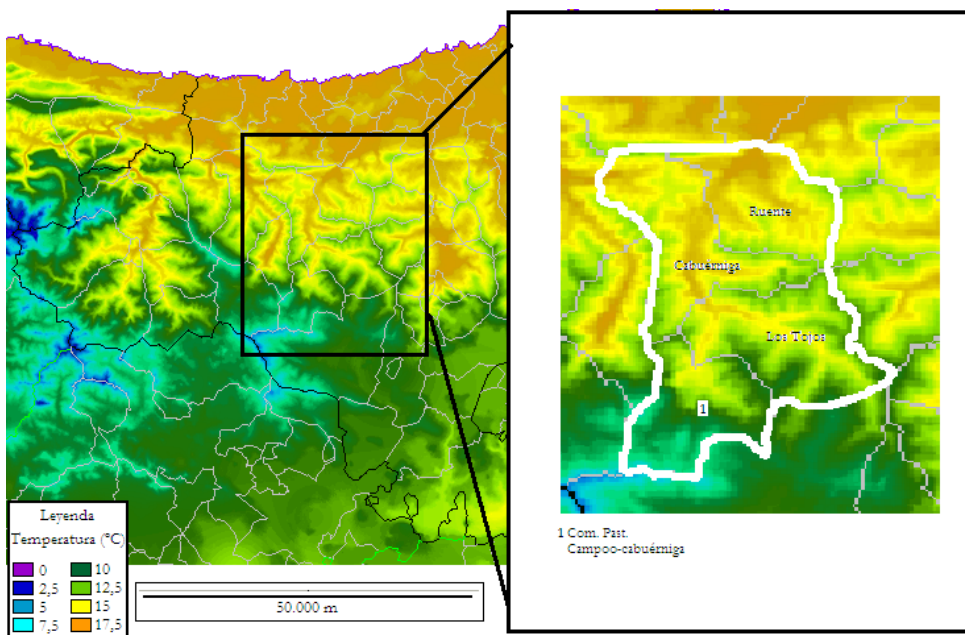 Ruente
Cabuérniga
Los Tojos
1
1 Com. Past.
Campoo-cabuérniga
Leyenda
Temperatura (°C)
0
10
2,5
12,5
5
15
7,5
17,5
50.000 m